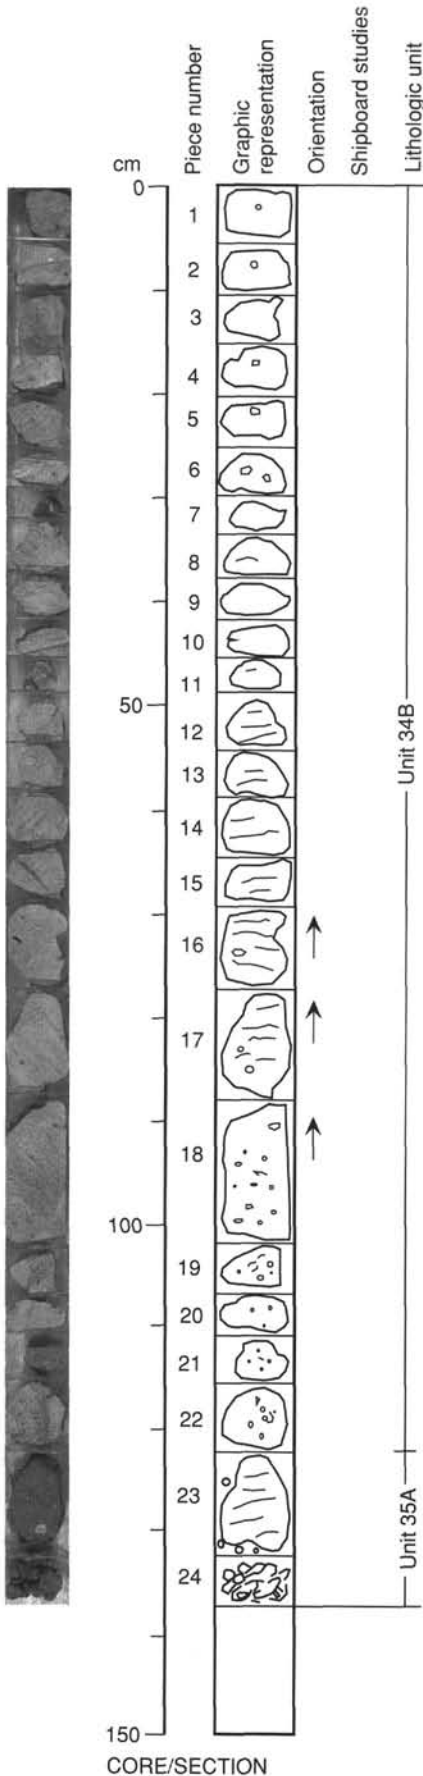 cm
Piece number
Graphic
representation
Orientation
Shipboard studies
Lithologic unit
0
1
2
3
4
5
6
7
8
9
10
11
50
12
13
14
15
16
17
18
100
19
20
21
22
23
24
150
Unit 34B
Unit 35A
CORE/SECTION